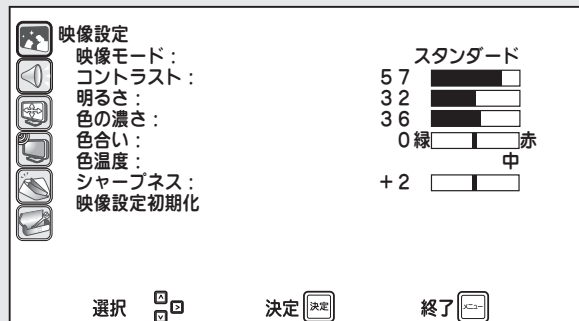 映像設定
映像モード： スタンダード
コントラスト： 57
明るさ： 32
色の濃さ： 36
色合い： 0 緑 赤
色温度： 中
シャープネス： +2
映像設定初期化
選択 決定 決定 終了 メニュー